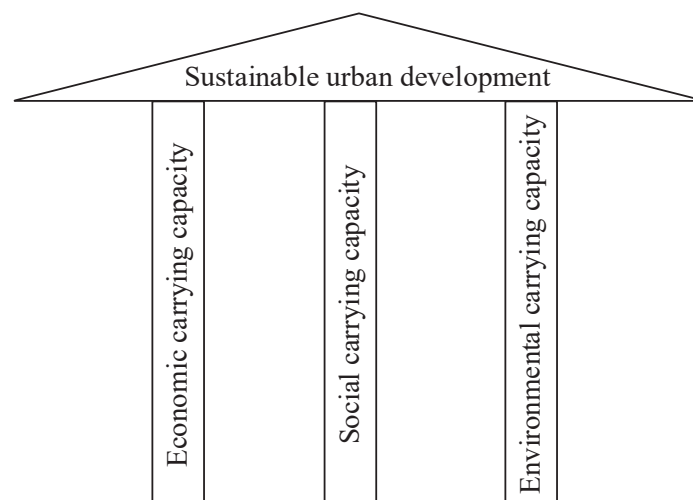 Sustainable urban development
Economic carrying capacity
Social carrying capacity
Environmental carrying capacity